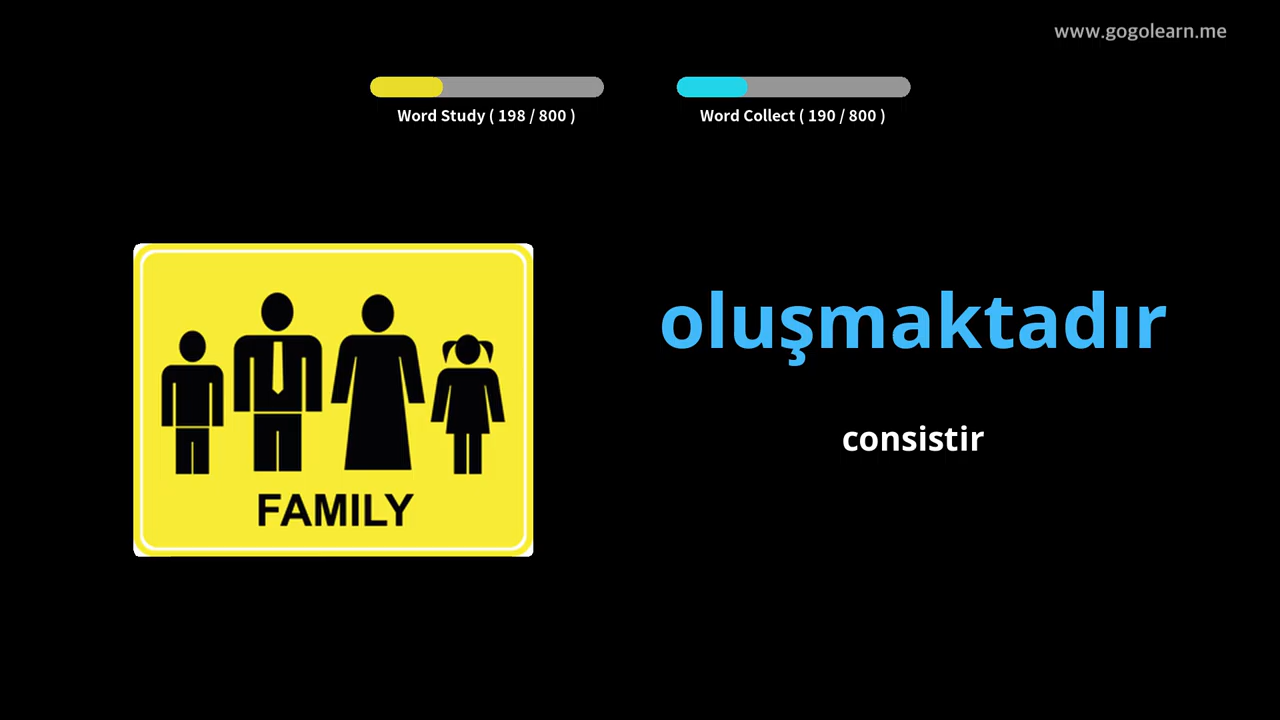 www.gogolearn.me
Word Study ( 198 / 800 )
Word Collect ( 190 / 800 )
oluşmaktadır
consistir
FAMILY